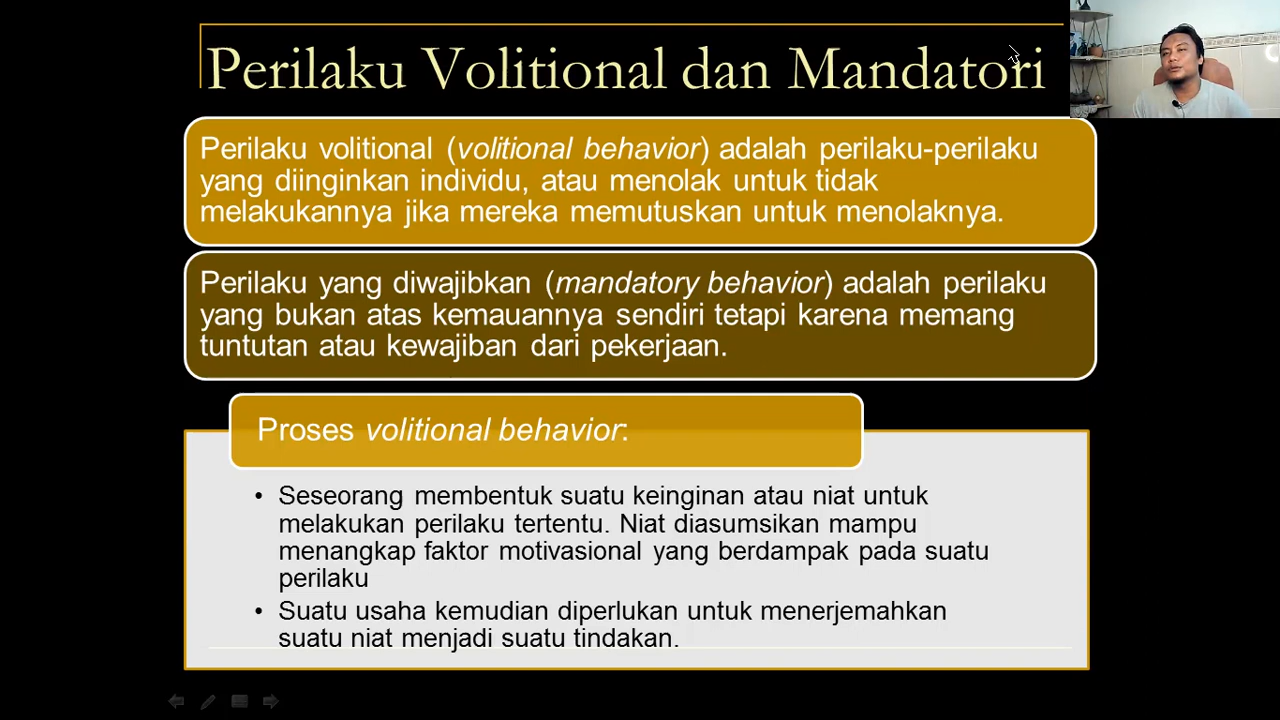 Perilaku Volitional dan Mandatori
Perilaku volitional (volitional behavior) adalah perilaku-perilaku
yang diinginkan individu, atau menolak untuk tidak
melakukannya jika mereka memutuskan untuk menolaknya.
Perilaku yang diwajibkan (mandatory behavior) adalah perilaku
yang bukan atas kemauannya sendiri tetapi karena memang
tuntutan atau kewajiban dari pekerjaan.
Proses volitional behavior:
• Seseorang membentuk suatu keinginan atau niat untuk
melakukan perilaku tertentu. Niat diasumsikan mampu
menangkap faktor motivasional yang berdampak pada suatu
perilaku
• Suatu usaha kemudian diperlukan untuk menerjemahkan
suatu niat menjadi suatu tindakan.